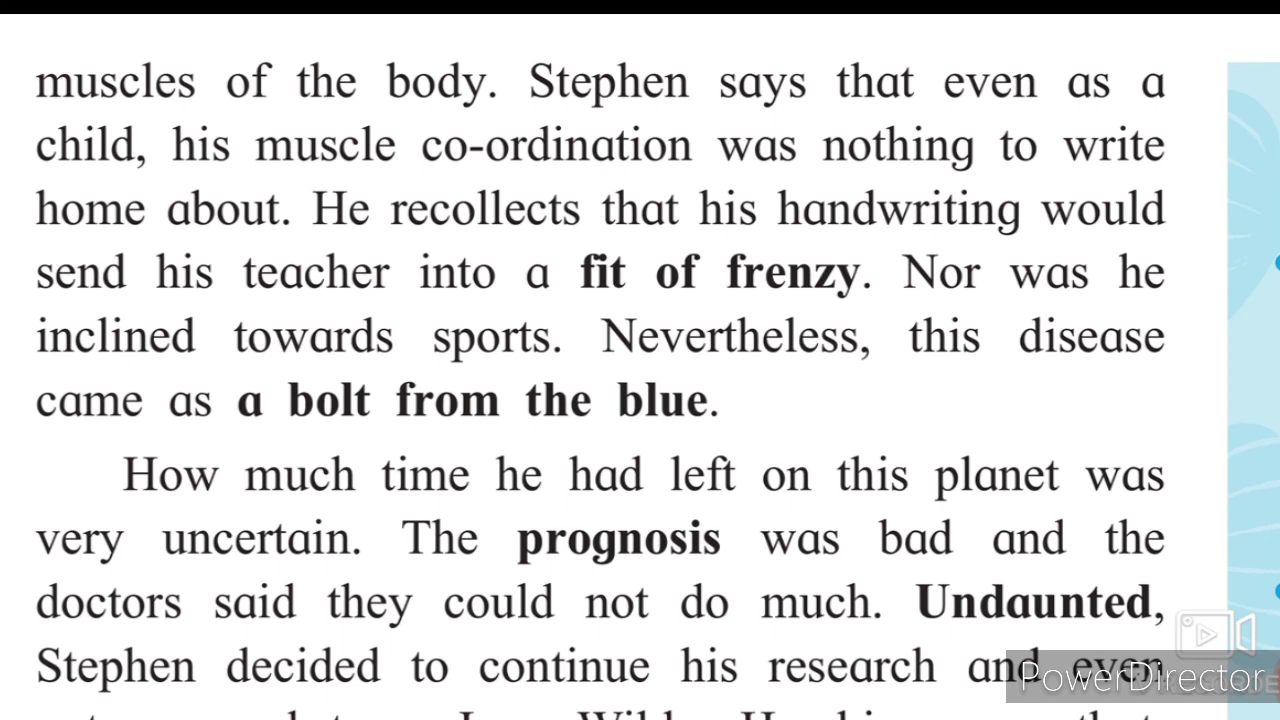 muscles of the body. Stephen says that even as a
child, his muscle co-ordination was nothing to write
home about. He recollects that his handwriting would
send his teacher into a fit of frenzy. Nor was he
inclined towards sports. Nevertheless, this disease
came as a bolt from the blue.
How much time he had left on this planet was
very uncertain. The prognosis was bad and the
doctors said they could not do much. Undaunted,
Stephen decided to continue his research and even
PowerDirector